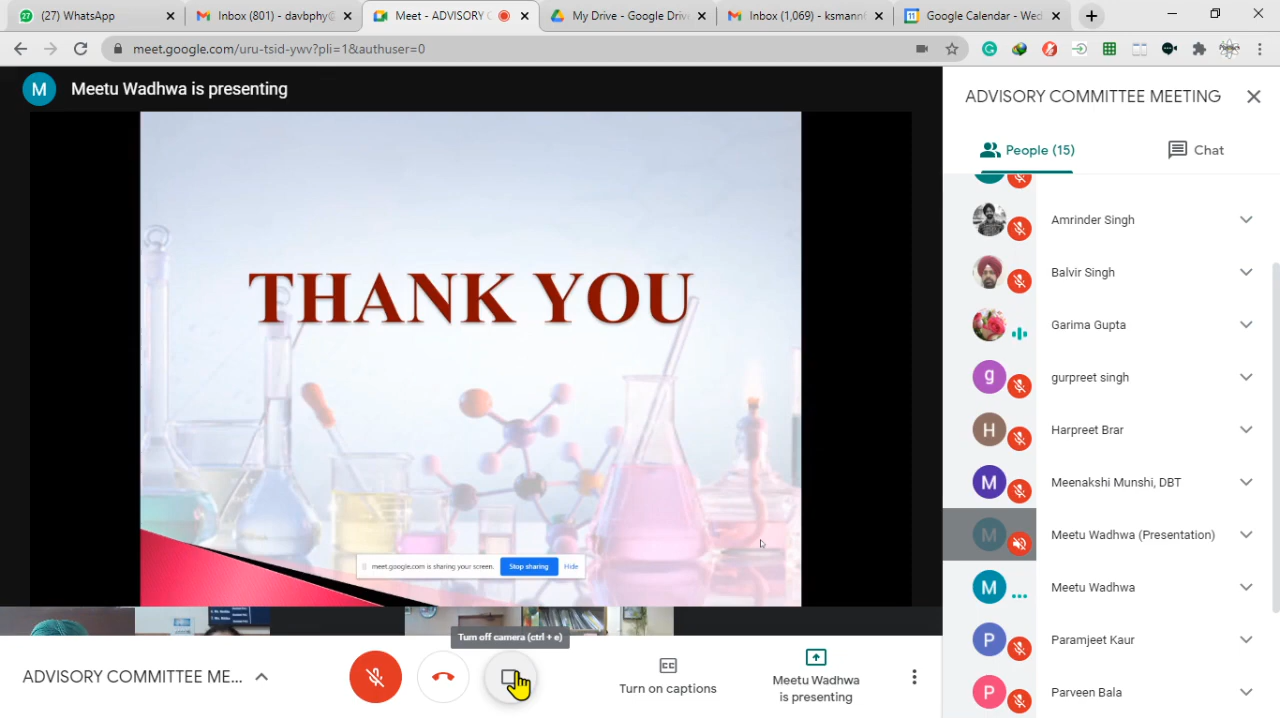 (27) WhatsApp
Inbox (801) - davbphy@
Meet - ADVISORY C
My Drive - Google Drive
Inbox (1,069) - ksmannl
Google Calendar - Wed
meet.google.com/uru-tsid-ywv?pli=1&authuser=0
M
Meetu Wadhwa is presenting
THANK YOU
meet.google.com is sharing your screen.
Stop sharing
Hide
Turn off camera (ctrl + e)
ADVISORY COMMITTEE ME...
Turn on captions
Meetu Wadhwa
is presenting
ADVISORY COMMITTEE MEETING
People (15)
Chat
Amrinder Singh
Balvir Singh
Garima Gupta
g
gurpreet singh
H
Harpreet Brar
M
Meenakshi Munshi, DBT
M
Meetu Wadhwa (Presentation)
M
Meetu Wadhwa
P
Paramjeet Kaur
P
Parveen Bala